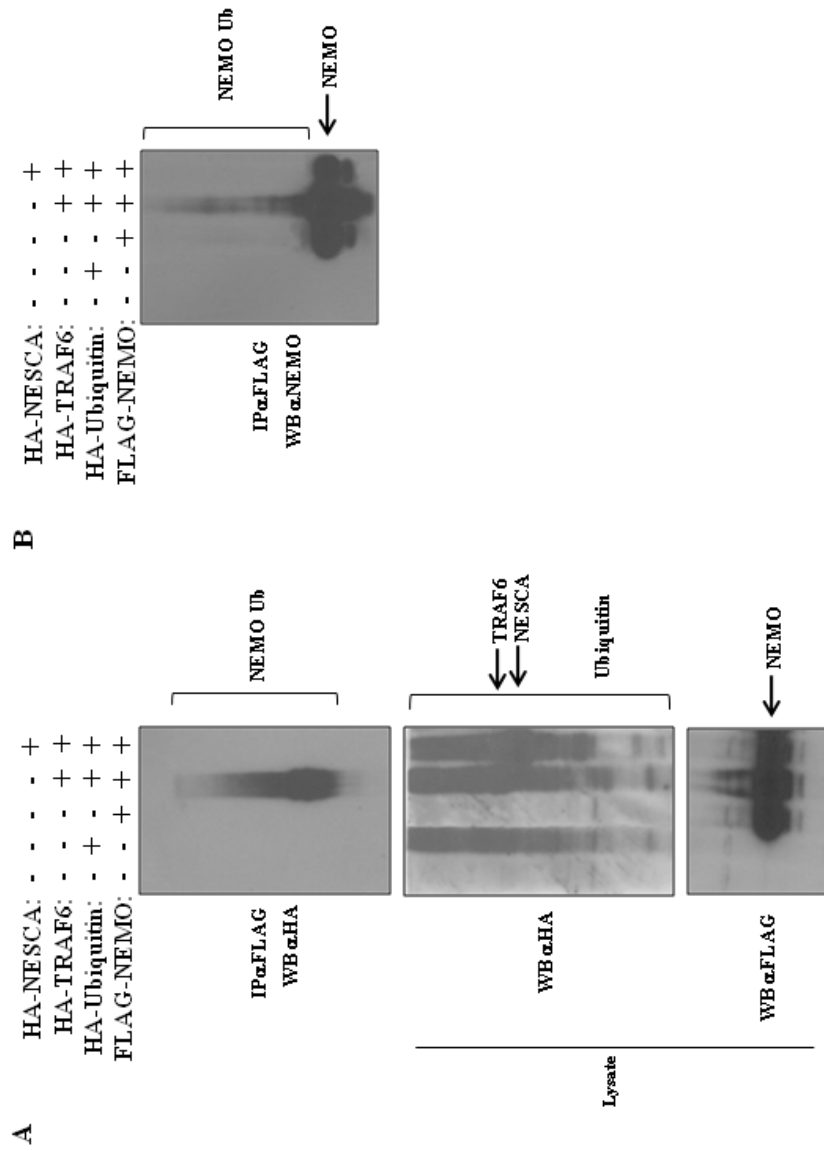 A
HA-NESCA: - - - - +
HA-TRAF6: - - - + +
HA-Ubiquitin: - + - + +
FLAG-NEMO: - - + + +
IPαFLAG
WBαHA
NEMO Ub
Lysate
WBαHA
TRAF6
NESCA
Ubiquitin
WBαFLAG
NEMO
B
HA-NESCA: - - - - +
HA-TRAF6: - - - + +
HA-Ubiquitin: - + - + +
FLAG-NEMO: - - + + +
IPαFLAG
WBαNEMO
NEMO Ub
NEMO